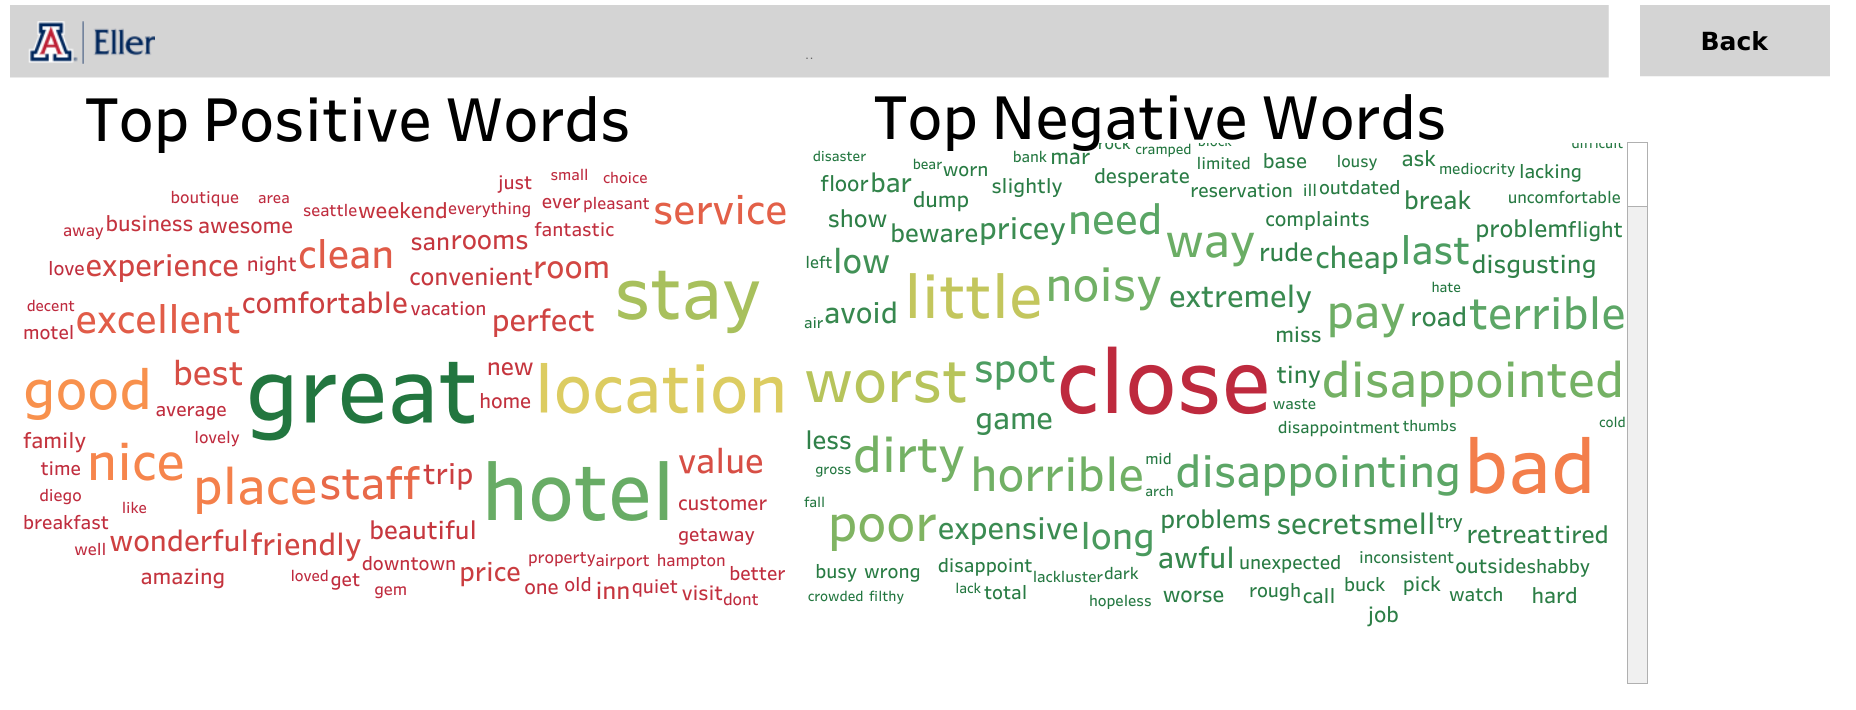 A Eller
..
Back
Top Positive Words
just small choice
boutique area
seattle weekend everything ever pleasant service
away business awesome fantastic
san rooms
love experience night clean convenient room
stay
decent excellent comfortable vacation perfect
motel
good best great new location
average home
family lovely
time nice place staff trip hotel value
diego like customer
breakfast
well wonderful friendly beautiful getaway
amazing loved get downtown price property airport hampton better
gem one old inn quiet visit dont
Top Negative Words
disaster bear worn bank mar rock cramped block limited base lousy ask mediocrity lacking difficult
floor bar dump slightly desperate reservation ill outdated break uncomfortable
show beware pricey need way complaints problem flight
left low rude cheap last disgusting
little noisy extremely hate
air avoid miss pay road terrible
worst spot close tiny disappointed
game waste
less disappointment thumbs cold
gross dirty horrible mid disappointing bad
arch
fall poor expensive long problems secret smell try retreat tired
busy wrong disappoint lackluster dark awful unexpected inconsistent outside shabby
crowded filthy lack total hopeless worse rough call buck pick watch hard
job